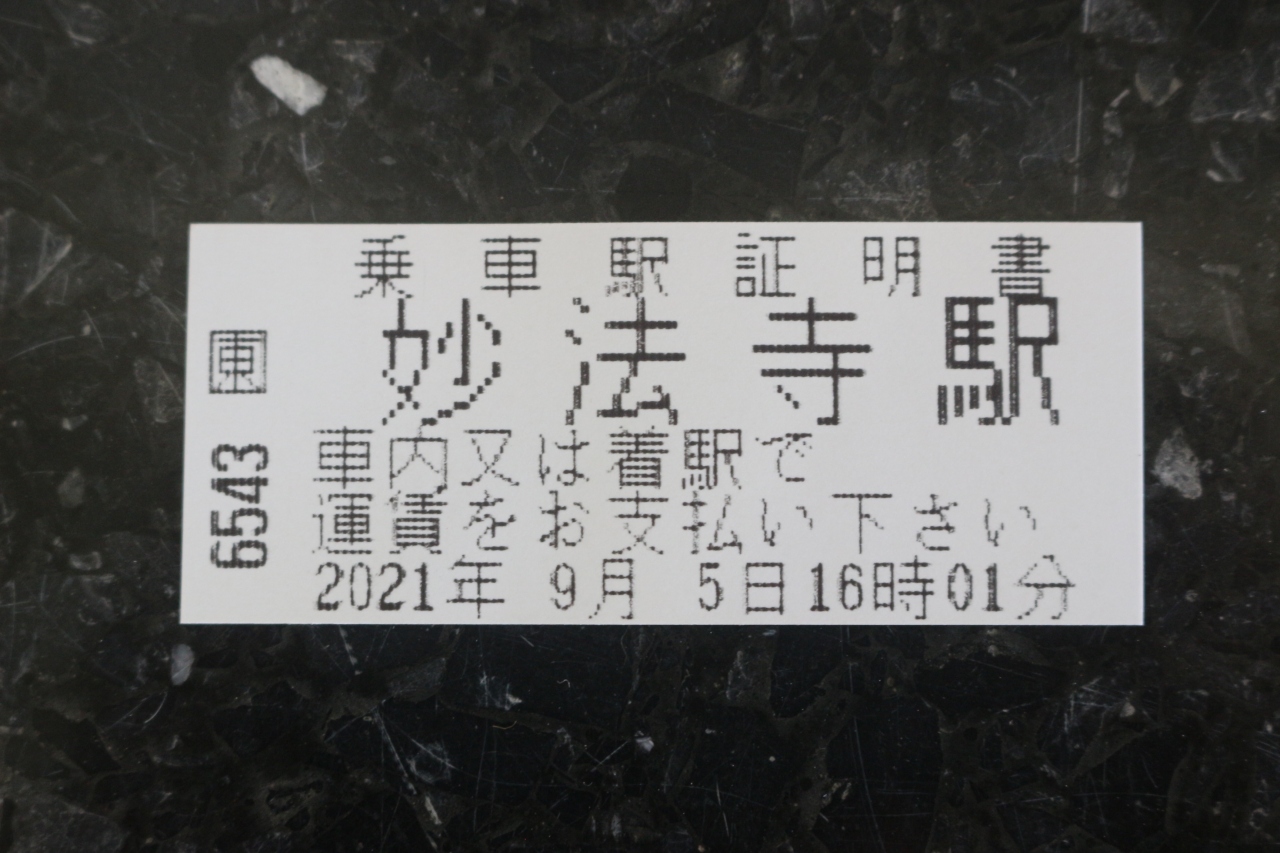 乗車駅証明書
妙法寺駅
車内又は着駅で
運賃をお支払い下さい
2021年 9月 5日16時01分
東
6543